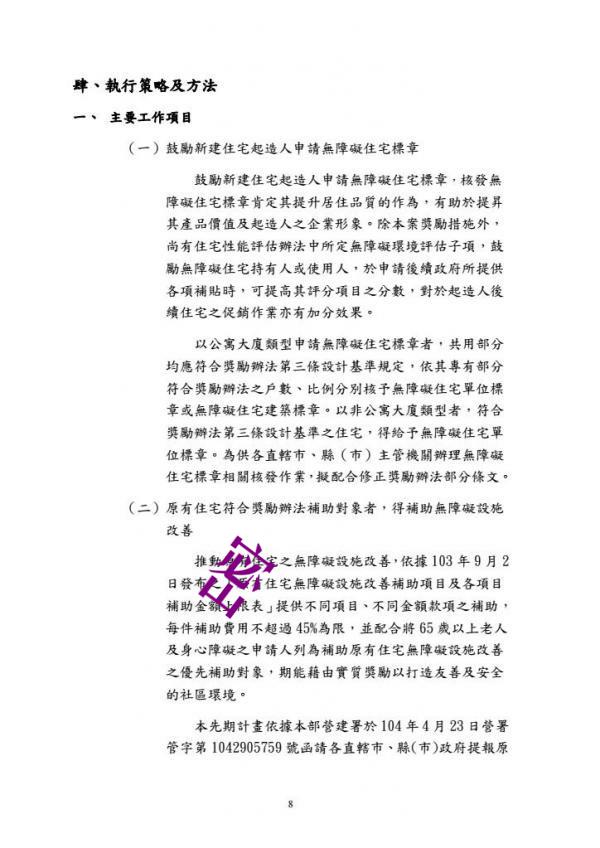 肆、執行策略及方法
一、 主要工作項目
（一）鼓勵新建住宅起造人申請無障礙住宅標章
鼓勵新建住宅起造人申請無障礙住宅標章，核發無
障礙住宅標章肯定其提升居住品質的作為，有助於提昇
其產品價值及起造人之企業形象。除本案獎勵措施外，
尚有住宅性能評估辦法中所定無障礙環境評估子項，鼓
勵無障礙住宅持有人或使用人，於申請後續政府所提供
各項補貼時，可提高其評分項目之分數，對於起造人後
續住宅之促銷作業亦有加分效果。
以公寓大廈類型申請無障礙住宅標章者，共用部分
均應符合獎勵辦法第三條設計基準規定，依其專有部分
符合獎勵辦法之戶數、比例分別核予無障礙住宅單位標
章或無障礙住宅建築標章。以非公寓大廈類型者，符合
獎勵辦法第三條設計基準之住宅，得給予無障礙住宅單
位標章。為供各直轄市、縣（市）主管機關辦理無障礙
住宅標章相關核發作業，擬配合修正獎勵辦法部分條文。
（二）原有住宅符合獎勵辦法補助對象者，得補助無障礙設施
改善
推動原有住宅之無障礙設施改善，依據 103 年 9 月 2
日發布之「原有住宅無障礙設施改善補助項目及各項目
補助金額上限表」提供不同項目、不同金額款項之補助，
每件補助費用不超過 45%為限，並配合將 65 歲以上老人
及身心障礙之申請人列為補助原有住宅無障礙設施改善
之優先補助對象，期能藉由實質獎勵以打造友善及安全
的社區環境。
本先期計畫依據本部營建署於 104 年 4 月 23 日營署
管字第 1042905759 號函請各直轄市、縣(市)政府提報原
8